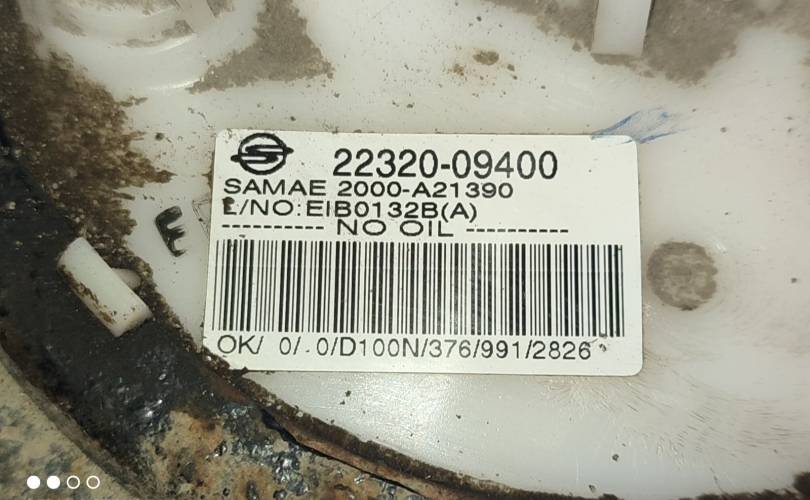 22320-09400
SAMAE 2000-A21390
L/NO:EIB0132B(A)
---------- NO OIL ----------
OK/ 0/ .0/D100N/376/991/2826
E